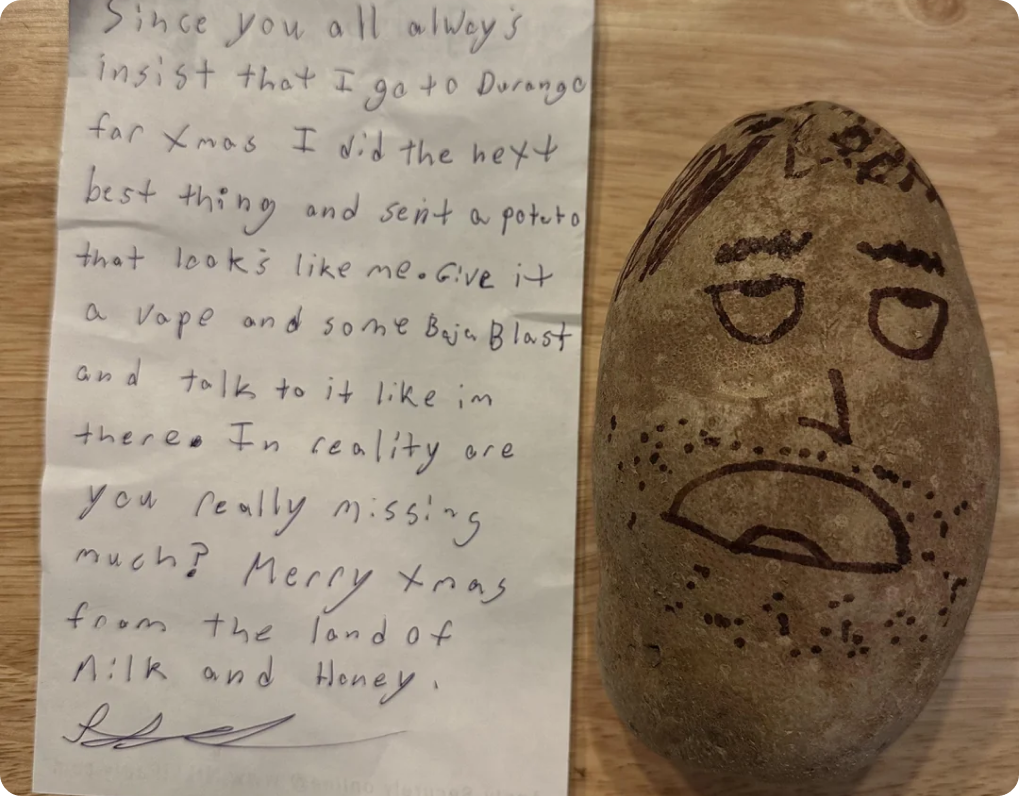 Since you all alway's
insist that I go to Durango
for Xmas I did the next
best thing and sent a potato
that look's like me. Give it
a vape and some Baja Blast
and talk to it like im
there. In reality are
you really missing
much? Merry Xmas
from the land of
Milk and Honey.